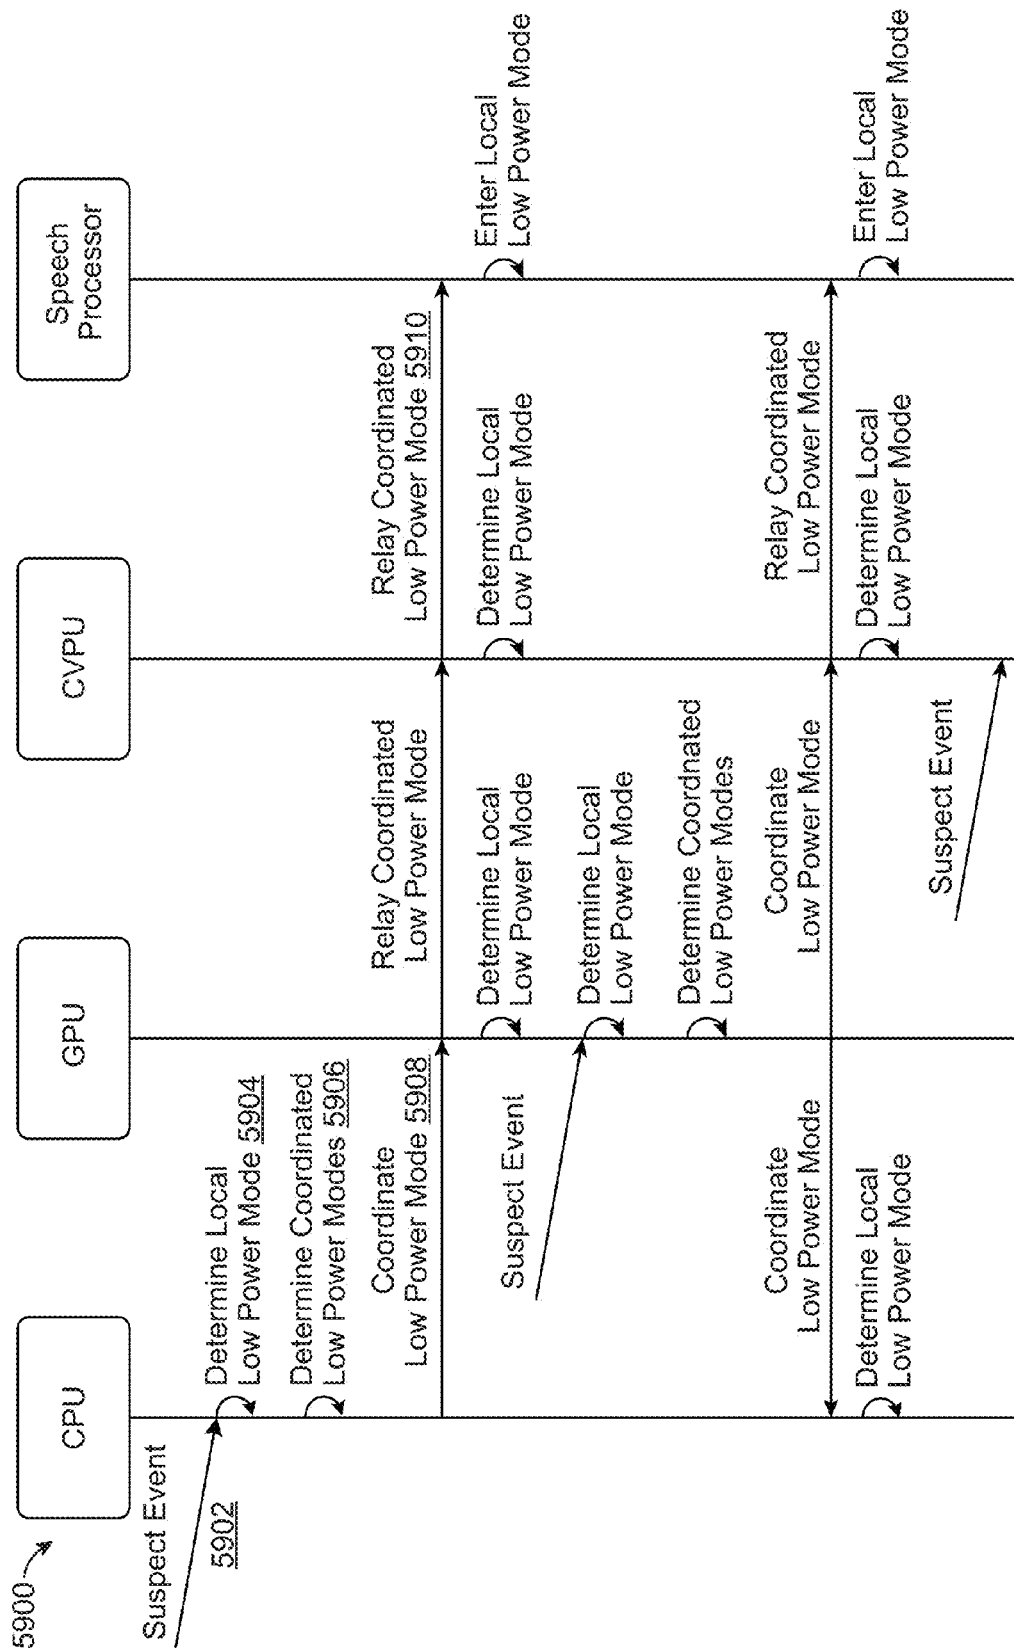 5900
CPU
GPU
CVPU
Speech
Processor
Suspect Event
5902
Determine Local
Low Power Mode 5904
Determine Coordinated
Low Power Modes 5906
Coordinate
Low Power Mode 5908
Relay Coordinated
Low Power Mode
Relay Coordinated
Low Power Mode 5910
Determine Local
Low Power Mode
Determine Local
Low Power Mode
Enter Local
Low Power Mode
Suspect Event
Determine Local
Low Power Mode
Determine Coordnated
Low Power Modes
Coordinate
Low Power Mode
Coordinate
Low Power Mode
Relay Coordinated
Low Power Mode
Determine Local
Low Power Mode
Determine Local
Low Power Mode
Enter Local
Low Power Mode
Suspect Event